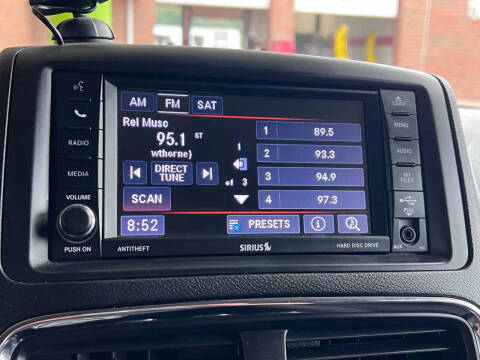 AM FM SAT
LOAD
RADIO
MEDIA
VOLUME
PUSH ON
MENU
AUDIO
MY FILES
PULL
AUX
Rel Musc
95.1 ST
wthorne)
DIRECT TUNE
SCAN
8:52
1
of 3
1 89.5
2 93.3
3 94.9
4 97.3
PRESETS
i
ANTITHEFT
SIRIUS
HARD DISC DRIVE